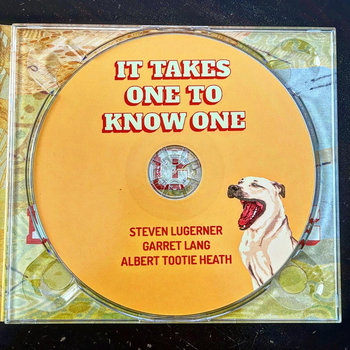 IT TAKES
ONE TO
KNOW ONE
STEVEN LUGERNER
GARRET LANG
ALBERT TOOTIE HEATH